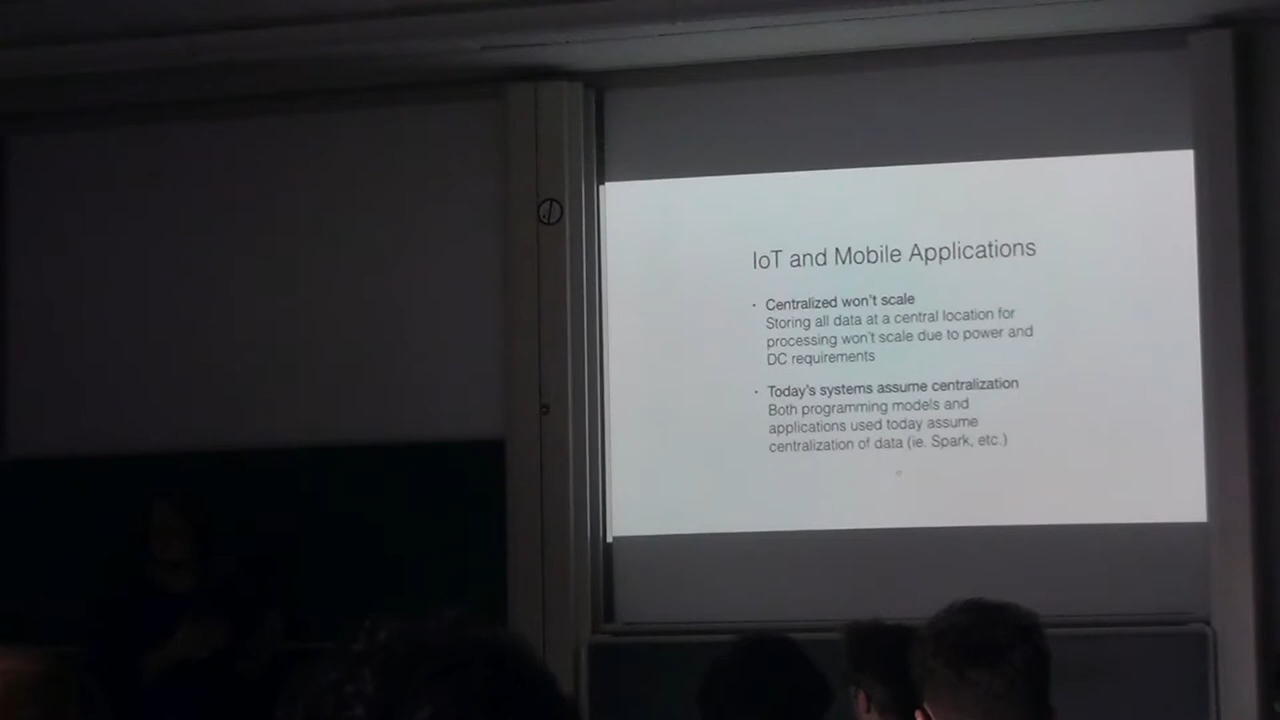 IoT and Mobile Applications
• Centralized won't scale
Storing all data at a central location for
processing won't scale due to power and
DC requirements
• Today's systems assume centralization
Both programming models and
applications used today assume
centralization of data (ie. Spark, etc.)